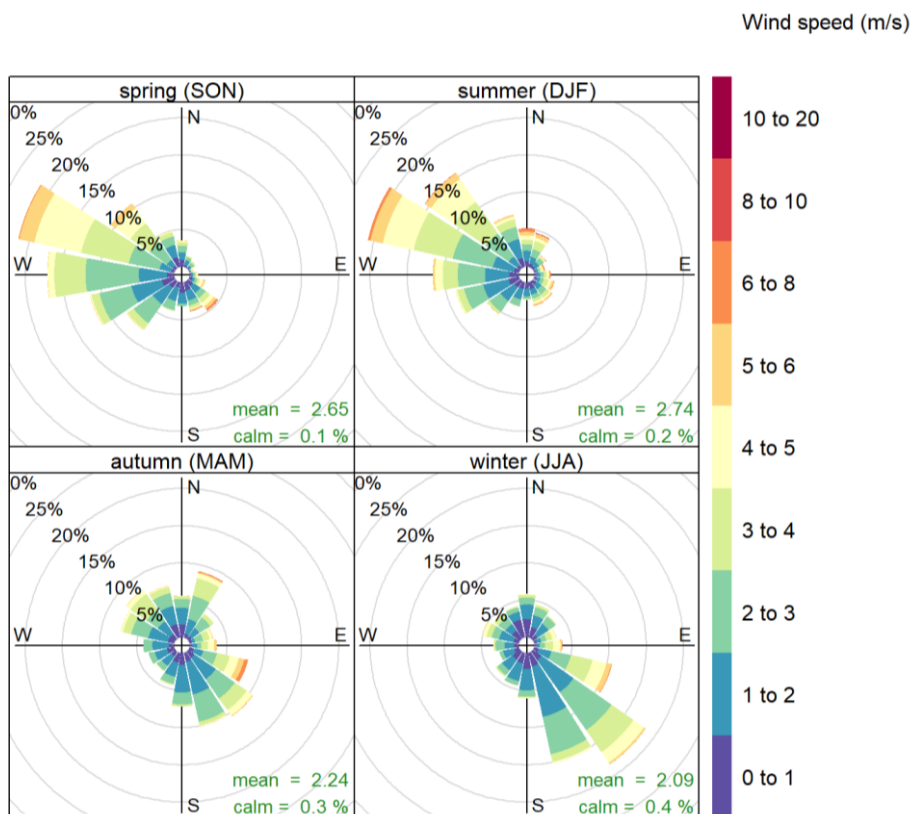 Wind speed (m/s)
spring (SON)
0%
25%
20%
15%
10%
5%
N
W
E
S
mean = 2.65
calm = 0.1 %
summer (DJF)
0%
25%
20%
15%
10%
5%
N
W
E
S
mean = 2.74
calm = 0.2 %
autumn (MAM)
0%
25%
20%
15%
10%
5%
N
W
E
S
mean = 2.24
calm = 0.3 %
winter (JJA)
0%
25%
20%
15%
10%
5%
N
W
E
S
mean = 2.09
calm = 0.4 %
10 to 20
8 to 10
6 to 8
5 to 6
4 to 5
3 to 4
2 to 3
1 to 2
0 to 1